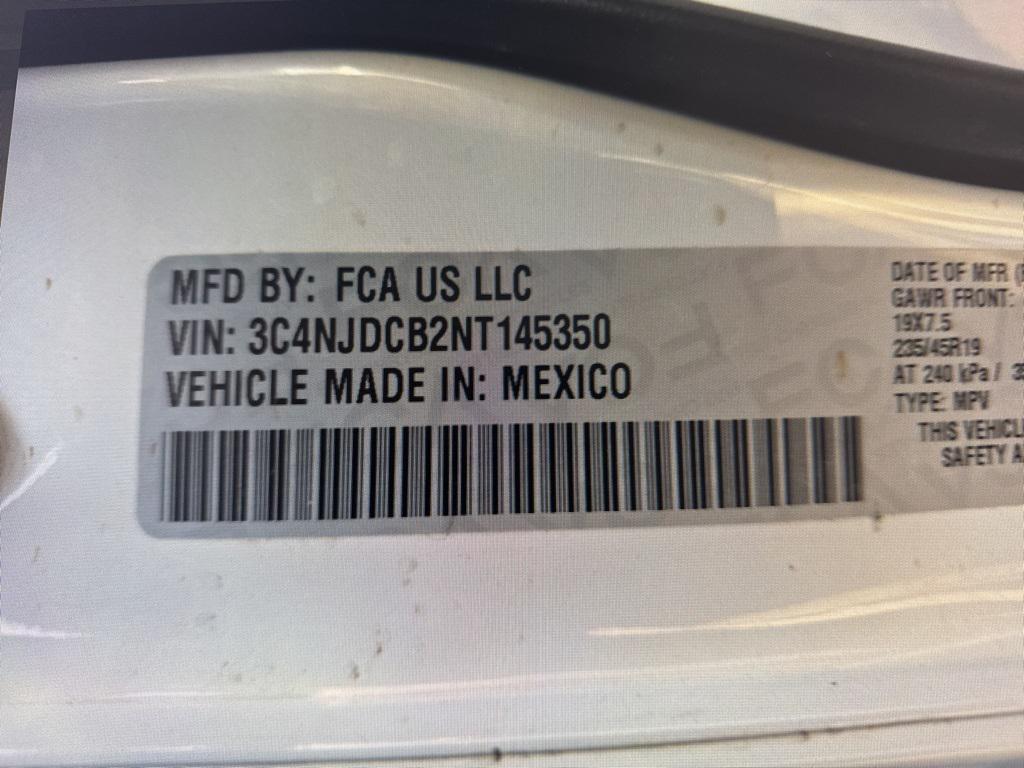 MFD BY: FCA US LLC
VIN: 3C4NJDCB2NT145350
VEHICLE MADE IN: MEXICO
DATE OF MFR
GAWR FRONT:
19X7.5
235/45R19
AT 240 kPa /
TYPE: MPV
THIS
SAFETY